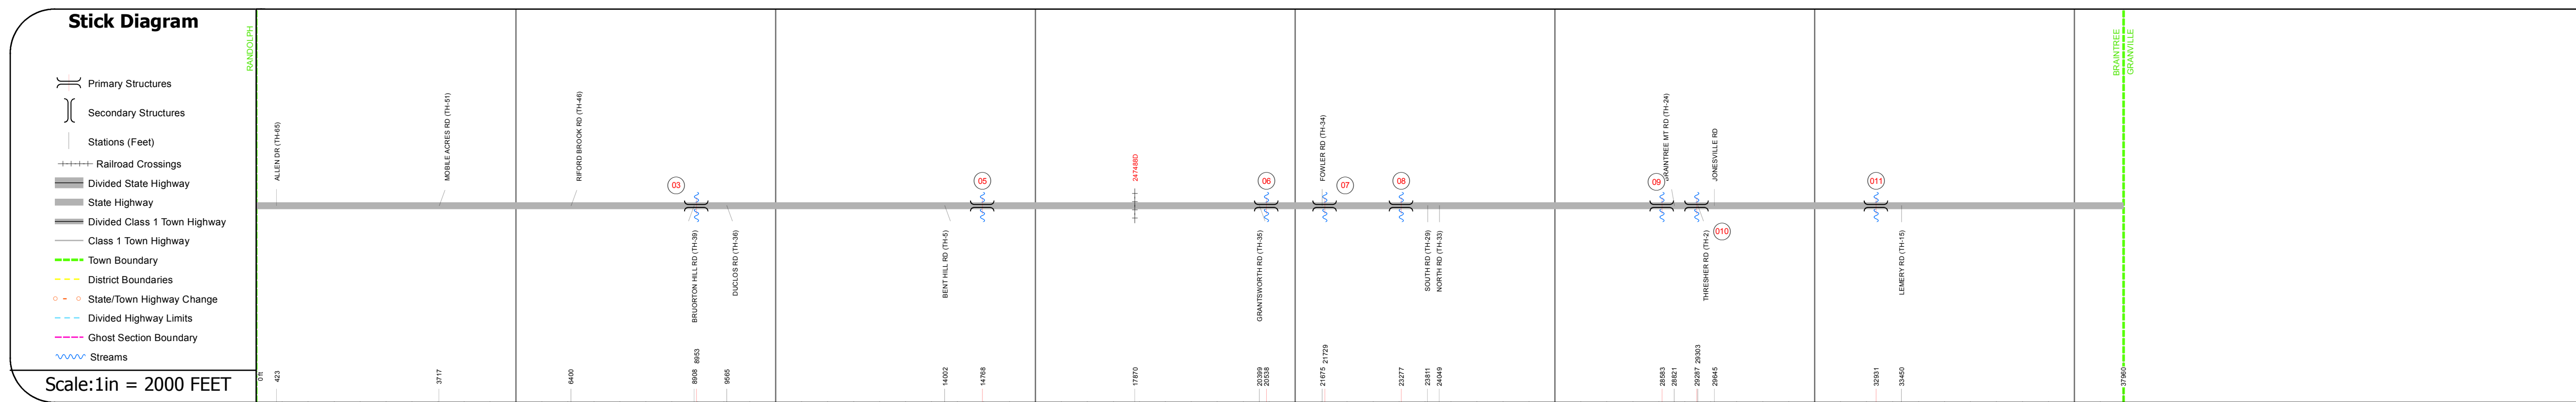 Stick Diagram
Primary Structures
Secondary Structures
Stations (Feet)
Railroad Crossings
Divided State Highway
State Highway
Divided Class 1 Town Highway
Class 1 Town Highway
Town Boundary
District Boundaries
State/Town Highway Change
Divided Highway Limits
Ghost Section Boundary
Streams
Scale:1in = 2000 FEET
RANDOLPH
ALLEN DR (TH-65)
MOBILE ACRES RD (TH-51)
RIFORD BROOK RD (TH-46)
03
BRUORTON HILL RD (TH-39)
DUCLOS RD (TH-36)
BENT HILL RD (TH-5)
05
247488D
06
GRANTSWORTH RD (TH-35)
FOWLER RD (TH-34)
07
08
SOUTH RD (TH-29)
NORTH RD (TH-33)
09
BRAINTREE MT RD (TH-24)
THRESHER RD (TH-2)
010
JONESVILLE RD
011
LEMERY RD (TH-15)
BRAINTREE
GRANVILLE
0 ft
423
3717
6400
8908
8953
9565
14002
14768
17870
20399
20538
21675
21729
23277
23811
24049
28583
28821
29287
29303
29645
32931
33450
37960